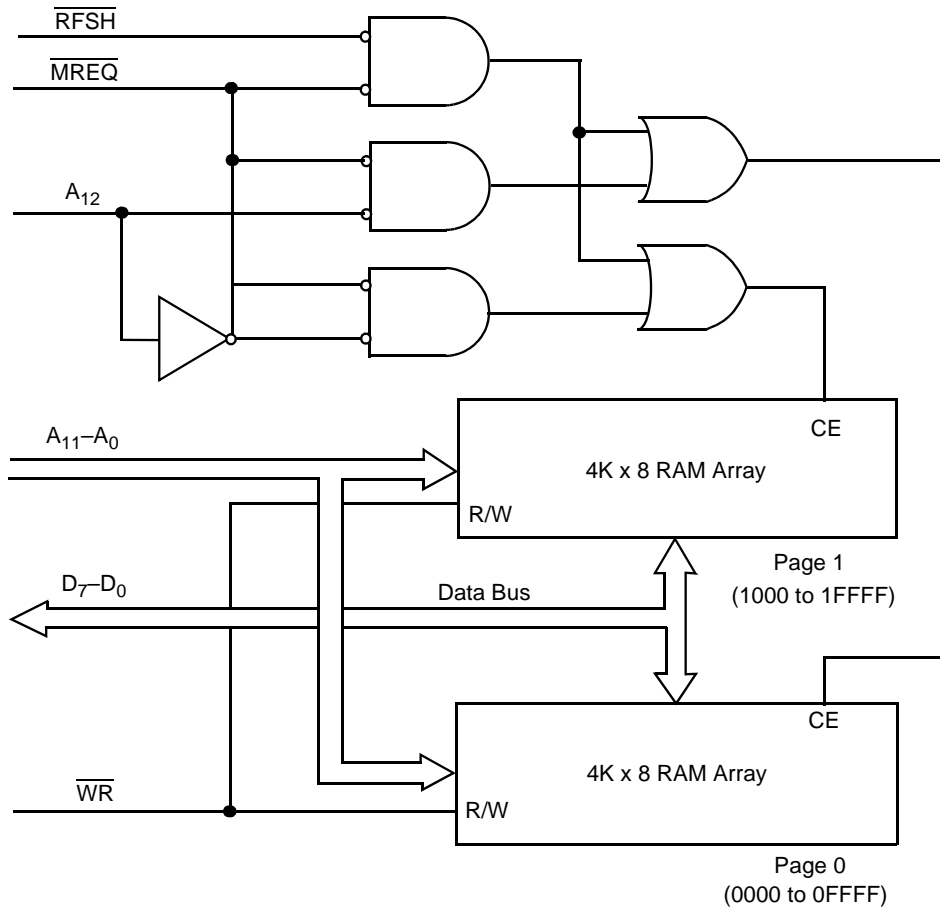 RFSH
MREQ
A12
A11–A0
CE
4K x 8 RAM Array
R/W
Page 1
(1000 to 1FFFF)
D7–D0
Data Bus
CE
4K x 8 RAM Array
WR
R/W
Page 0
(0000 to 0FFFF)